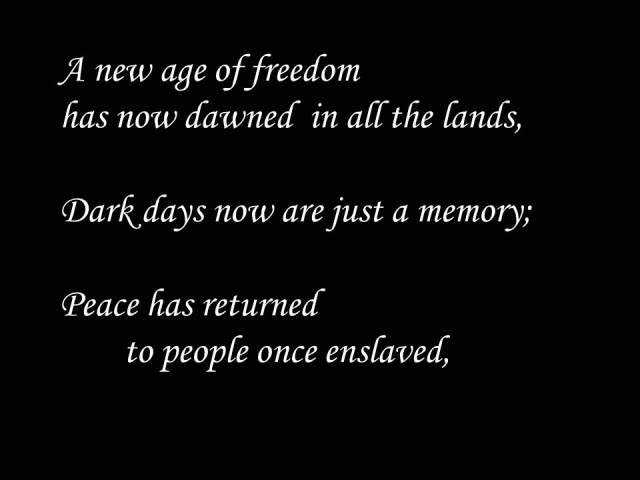 A new age of freedom
has now dawned in all the lands,
Dark days now are just a memory;
Peace has returned
to people once enslaved,